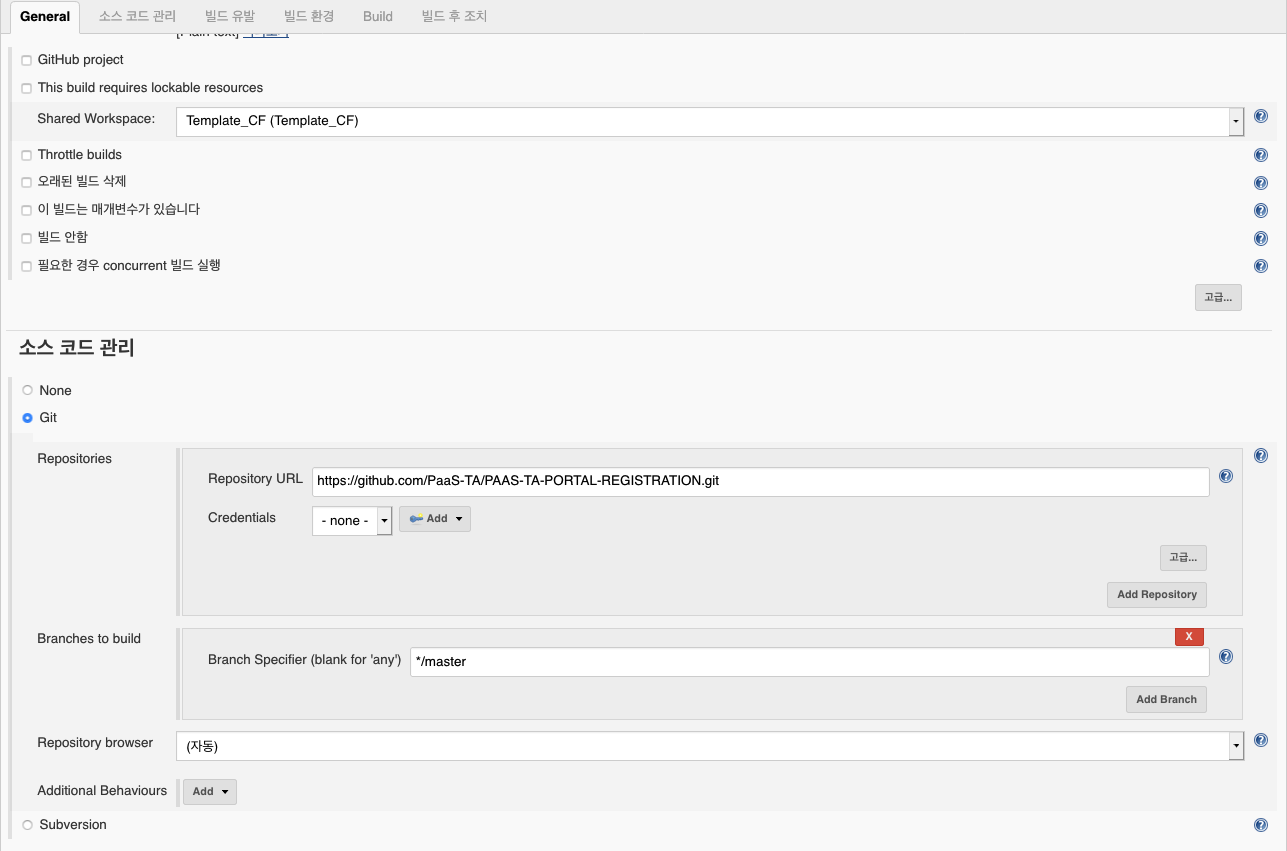 General 소스 코드 관리 빌드 유발 빌드 환경 Build 빌드 후 조치
[Plain text]
GitHub project
This build requires lockable resources
Shared Workspace: Template_CF (Template_CF)
Throttle builds
오래된 빌드 삭제
이 빌드는 매개변수가 있습니다
빌드 안함
필요한 경우 concurrent 빌드 실행
고급...
소스 코드 관리
None
Git
Repositories
Repository URL https://github.com/PaaS-TA/PAAS-TA-PORTAL-REGISTRATION.git
Credentials - none - Add
고급...
Add Repository
Branches to build
X
Branch Specifier (blank for 'any') */master
Add Branch
Repository browser (자동)
Additional Behaviours Add
Subversion